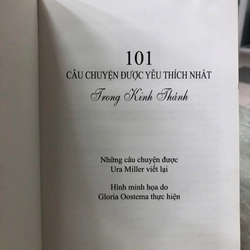 101
CÂU CHUYỆN ĐƯỢC YÊU THÍCH NHẤT
Trong Kinh Thánh
Những câu chuyện được
Ura Miller viết lại
Hình minh họa do
Gloria Oostema thực hiện